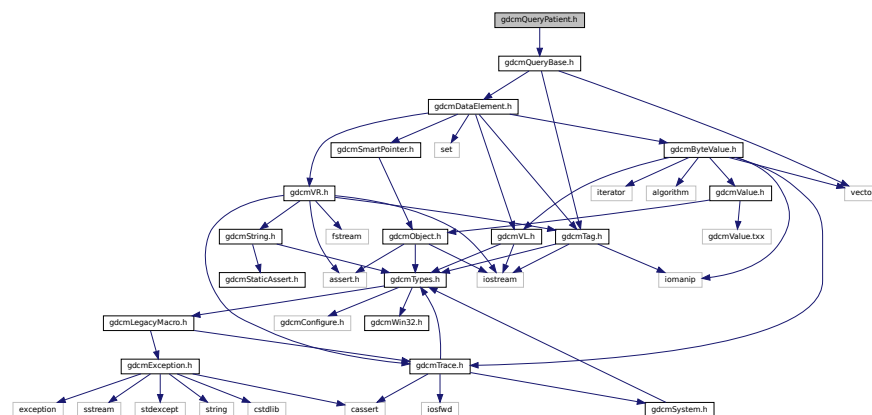 gdcmQueryPatient.h
gdcmQueryBase.h
gdcmDataElement.h
gdcmSmartPointer.h
set
gdcmByteValue.h
gdcmVR.h
iterator
algorithm
gdcmValue.h
vector
gdcmString.h
fstream
gdcmObject.h
gdcmVL.h
gdcmTag.h
gdcmValue.txx
gdcmStaticAssert.h
assert.h
gdcmTypes.h
iostream
iomanip
gdcmLegacyMacro.h
gdcmConfigure.h
gdcmWin32.h
gdcmException.h
gdcmTrace.h
exception
sstream
stdexcept
string
cstdlib
cassert
iosfwd
gdcmSystem.h